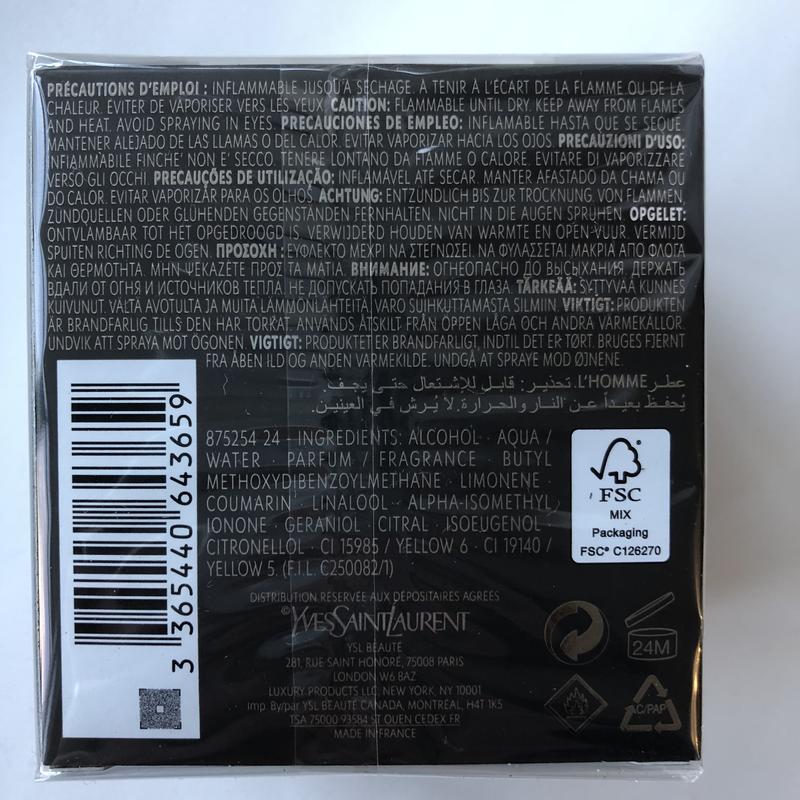 PRÉCAUTIONS D'EMPLOI : INFLAMMABLE JUSQU'À SÉCHAGE. À TENIR À L'ÉCART DE LA FLAMME OU DE LA
CHALEUR. ÉVITER DE VAPORISER VERS LES YEUX. CAUTION: FLAMMABLE UNTIL DRY. KEEP AWAY FROM FLAMES
AND HEAT. AVOID SPRAYING IN EYES. PRECAUCIONES DE EMPLEO: INFLAMABLE HASTA QUE SE SEQUE.
MANTENER ALEJADO DE LAS LLAMAS O DEL CALOR. EVITAR VAPORIZAR HACIA LOS OJOS. PRECAUZIONI D'USO:
INFIAMMABILE FINCHE' NON E' SECCO. TENERE LONTANO DA FIAMME O CALORE. EVITARE DI VAPORIZZARE
VERSO GLI OCCHI. PRECAUÇÕES DE UTILIZAÇÃO: INFLAMÁVEL ATÉ SECAR. MANTER AFASTADO DA CHAMA OU
DO CALOR. EVITAR VAPORIZAR PARA OS OLHOS. ACHTUNG: ENTZÜNDLICH BIS ZUR TROCKNUNG. VON FLAMMEN,
ZÜNDQUELLEN ODER GLÜHENDEN GEGENSTÄNDEN FERNHALTEN. NICHT IN DIE AUGEN SPRÜHEN. OPGELET:
ONTVLAMBAAR TOT HET OPGEDROOGD IS. VERWIJDERD HOUDEN VAN WARMTE EN OPEN VUUR. VERMIJD
SPUITEN RICHTING DE OGEN. ΠΡΟΣΟΧΗ : ΕΥΦΛΕΚΤΟ ΜΕΧΡΙ ΝΑ ΣΤΕΓΝΩΣΕΙ. ΝΑ ΦΥΛΑΣΣΕΤΑΙ ΜΑΚΡΙΑ ΑΠΟ ΦΛΟΓΑ
ΚΑΙ ΘΕΡΜΟΤΗΤΑ. ΜΗΝ ΨΕΚΑΖΕΤΕ ΠΡΟΣ ΤΑ ΜΑΤΙΑ. ВНИМАНИЕ: ОГНЕОПАСНО ДО ВЫСЫХАНИЯ. ДЕРЖАТЬ
ВДАЛИ ОТ ОГНЯ И ИСТОЧНИКОВ ТЕПЛА. НЕ ДОПУСКАТЬ ПОПАДАНИЯ В ГЛАЗА. TÄRKEÄÄ: SYTTYVÄÄ KUNNES
KUIVUNUT. VÄLTÄ AVOTULTA JA MUITA LÄMMÖNLÄHTEITÄ. VARO SUIHKUTTAMASTA SILMIIN. VIKTIGT: PRODUKTEN
ÄR BRANDFARLIG TILLS DEN HAR TORKAT. ANVÄNDS ÅTSKILT FRÅN ÖPPEN LÅGA OCH ANDRA VÄRMEKÄLLOR.
UNDVIK ATT SPRAYA MOT ÖGONEN. VIGTIGT: PRODUKTET ER BRANDFARLIGT, INDTIL DET ER TØRT. BRUGES FJERNT
FRA ÅBEN ILD OG ANDEN VARMEKILDE. UNDGÅ AT SPRAYE MOD ØJNENE.
عطر L'HOMME. تحذير: قابل للإشتعال حتى يجف.
يُحفظ بعيداً عن النار والحرارة. لا يُرش في العينين.
875254 24 - INGREDIENTS: ALCOHOL · AQUA /
WATER · PARFUM / FRAGRANCE · BUTYL
METHOXYDIBENZOYLMETHANE · LIMONENE ·
COUMARIN · LINALOOL · ALPHA-ISOMETHYL
IONONE · GERANIOL · CITRAL · ISOEUGENOL ·
CITRONELLOL · CI 15985 / YELLOW 6 · CI 19140 /
YELLOW 5. (F.I.L. C250082/1)
FSC
MIX
Packaging
FSC® C126270
3 365440 643659
DISTRIBUTION RÉSERVÉE AUX DÉPOSITAIRES AGRÉÉS
©YVESSAINTLAURENT
YSL BEAUTÉ
281, RUE SAINT HONORÉ, 75008 PARIS
LONDON W6 8AZ
LUXURY PRODUCTS LLC, NEW YORK, NY 10001
Imp. By/par YSL BEAUTÉ CANADA, MONTRÉAL, H4T 1K5
TSA 75000 93584 ST OUEN CEDEX FR
MADE IN FRANCE
24M
C/PAP